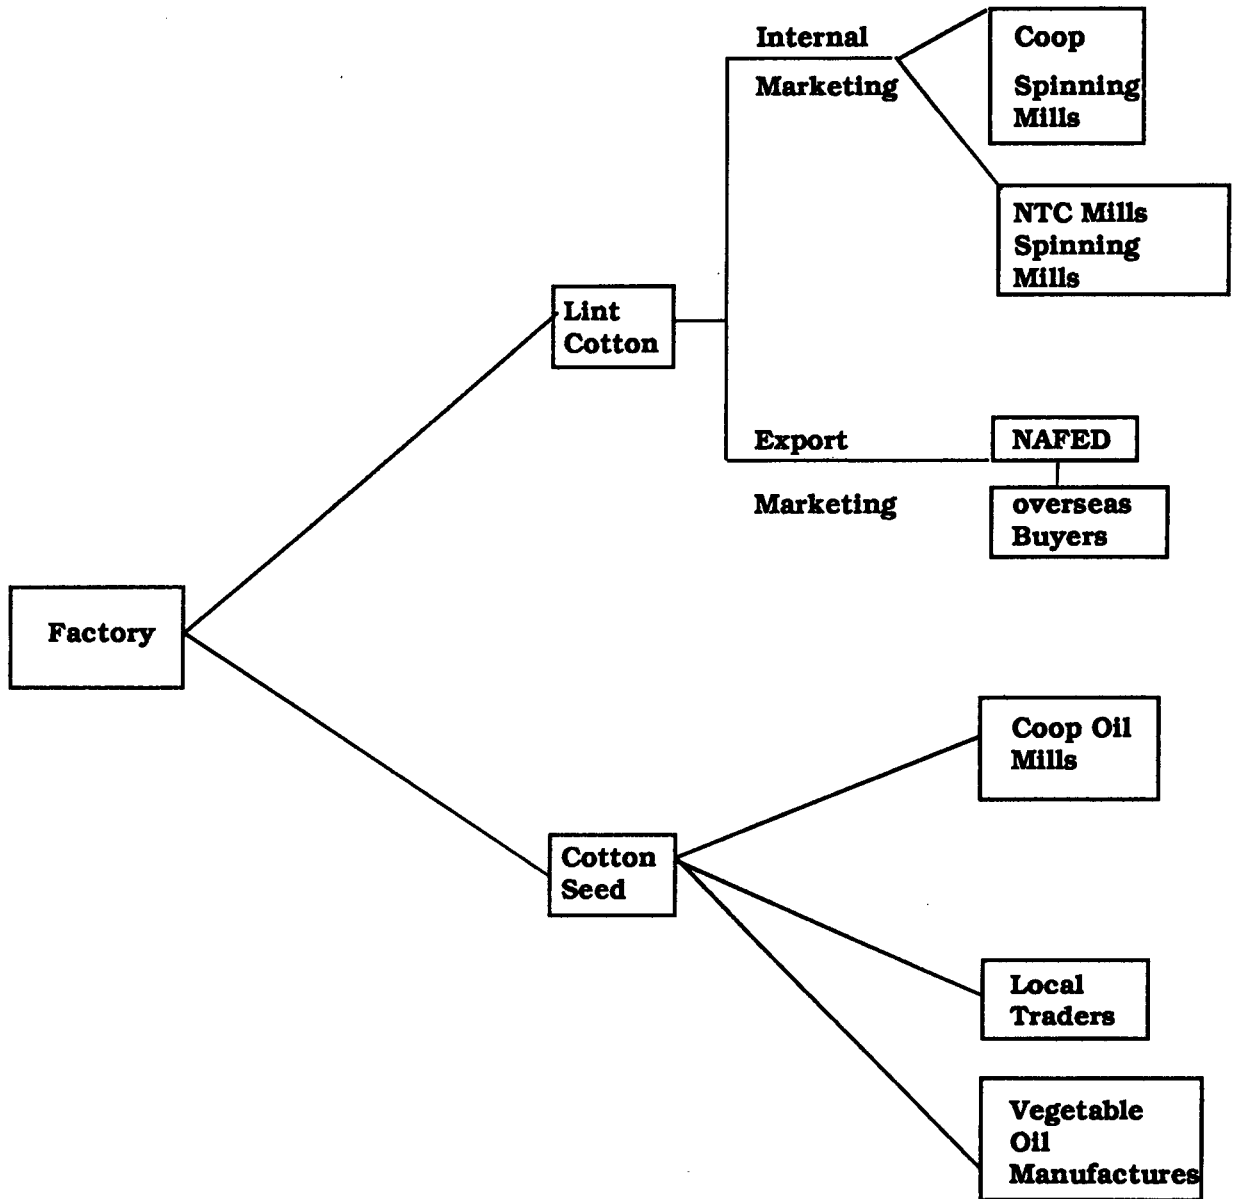 Internal
Marketing
Coop
Spinning
Mills
NTC Mills
Spinning
Mills
Lint
Cotton
Export
Marketing
NAFED
overseas
Buyers
Factory
Coop Oil
Mills
Cotton
Seed
Local
Traders
Vegetable
Oil
Manufactures